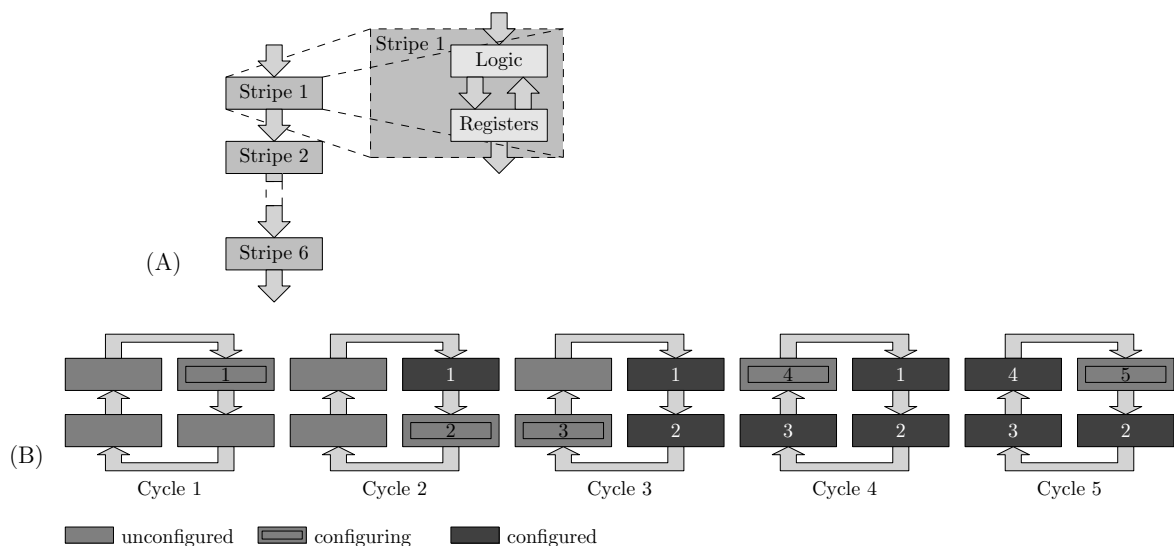 Stripe 1
Logic
Registers
Stripe 1
Stripe 2
Stripe 6
(A)
1
1 1 4 1 4 5
2 3 2 3 2 3 2
(B)
Cycle 1 Cycle 2 Cycle 3 Cycle 4 Cycle 5
unconfigured configuring configured